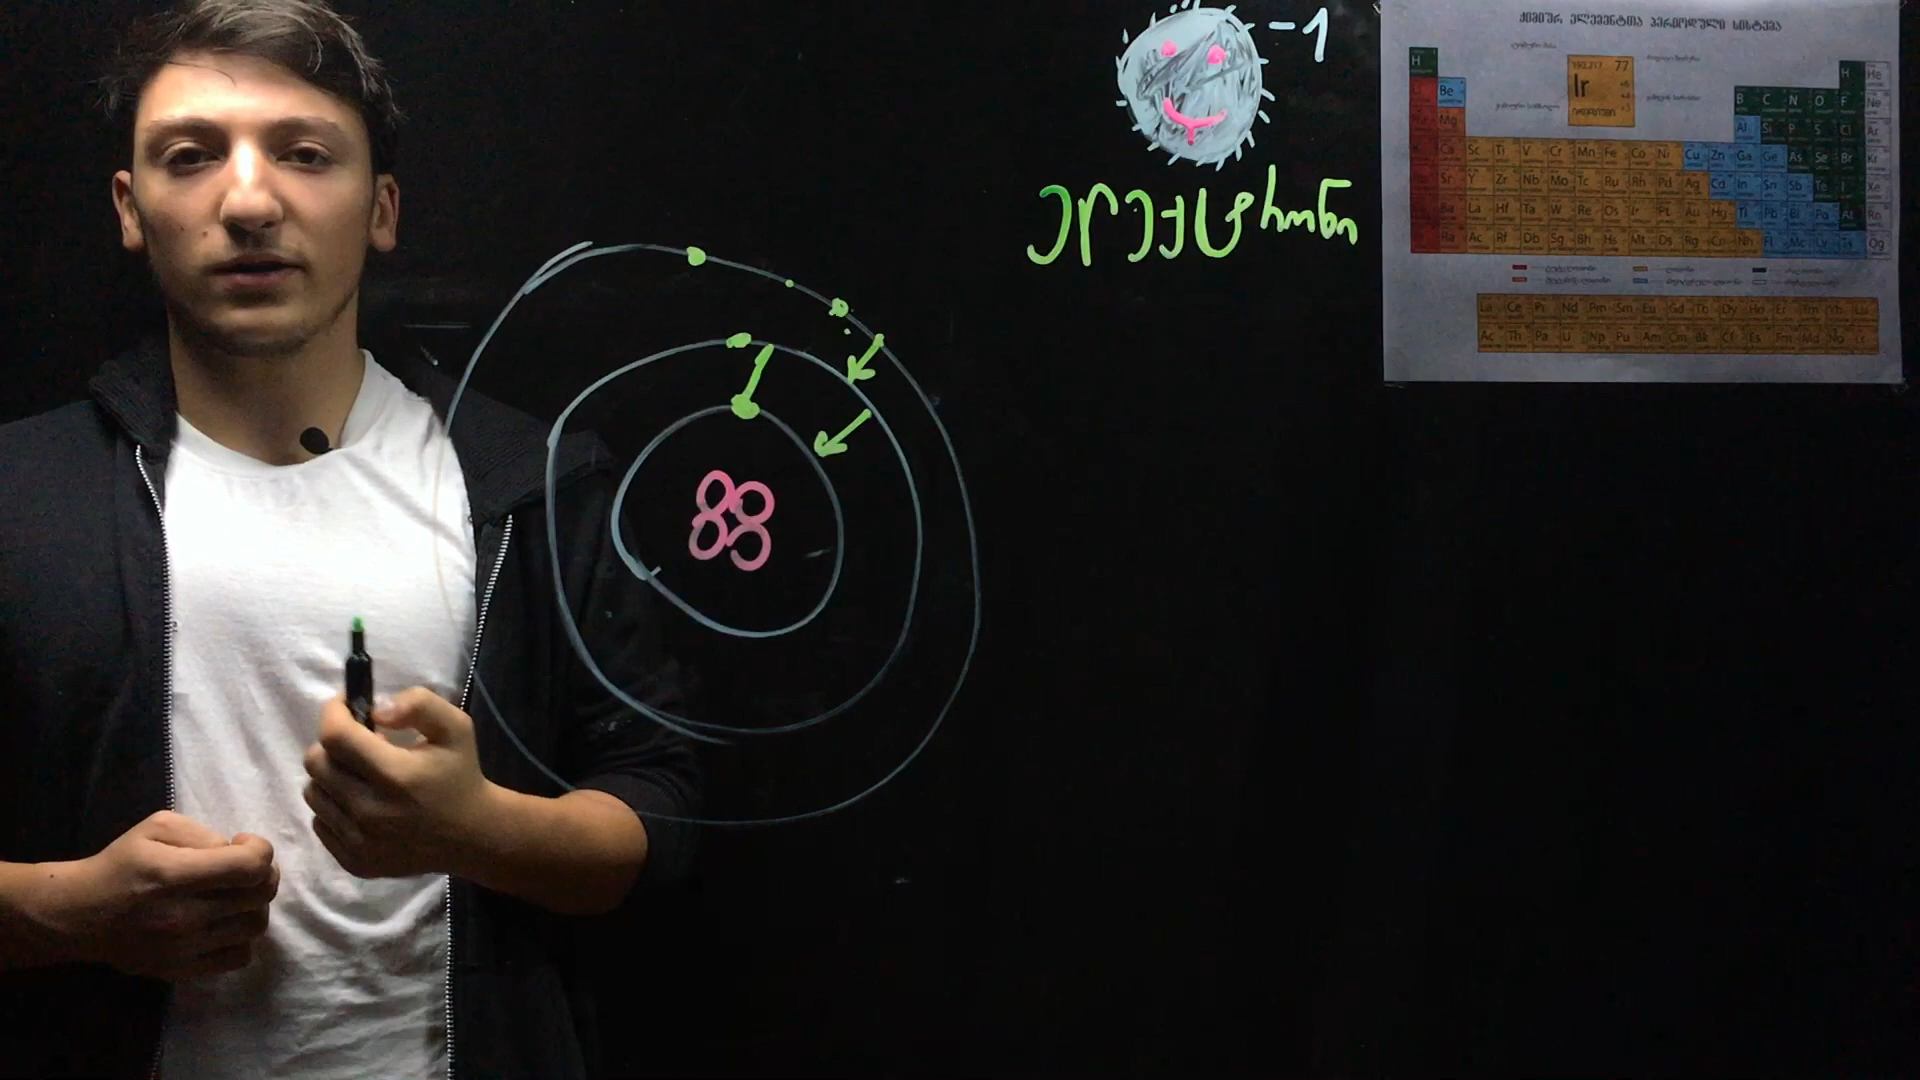 -1
ელექტრონი
ქიმიურ ელემენტთა პერიოდული სისტემა
192.217 77
Ir
ირიდიუმი
H H He
Be B C N O F Ne
Mg Al Si P S Cl Ar
Ca Sc Ti V Cr Mn Fe Co Ni Cu Zn Ga Ge As Se Br Kr
Sr Y Zr Nb Mo Tc Ru Rh Pd Ag Cd In Sn Sb Te I Xe
Ba La Hf Ta W Re Os Ir Pt Au Hg Tl Pb Bi Po At Rn
Ra Ac Rf Db Sg Bh Hs Mt Ds Rg Cn Nh Fl Mc Lv Ts Og
La Ce Pr Nd Pm Sm Eu Gd Tb Dy Ho Er Tm Yb Lu
Ac Th Pa U Np Pu Am Cm Bk Cf Es Fm Md No Lr